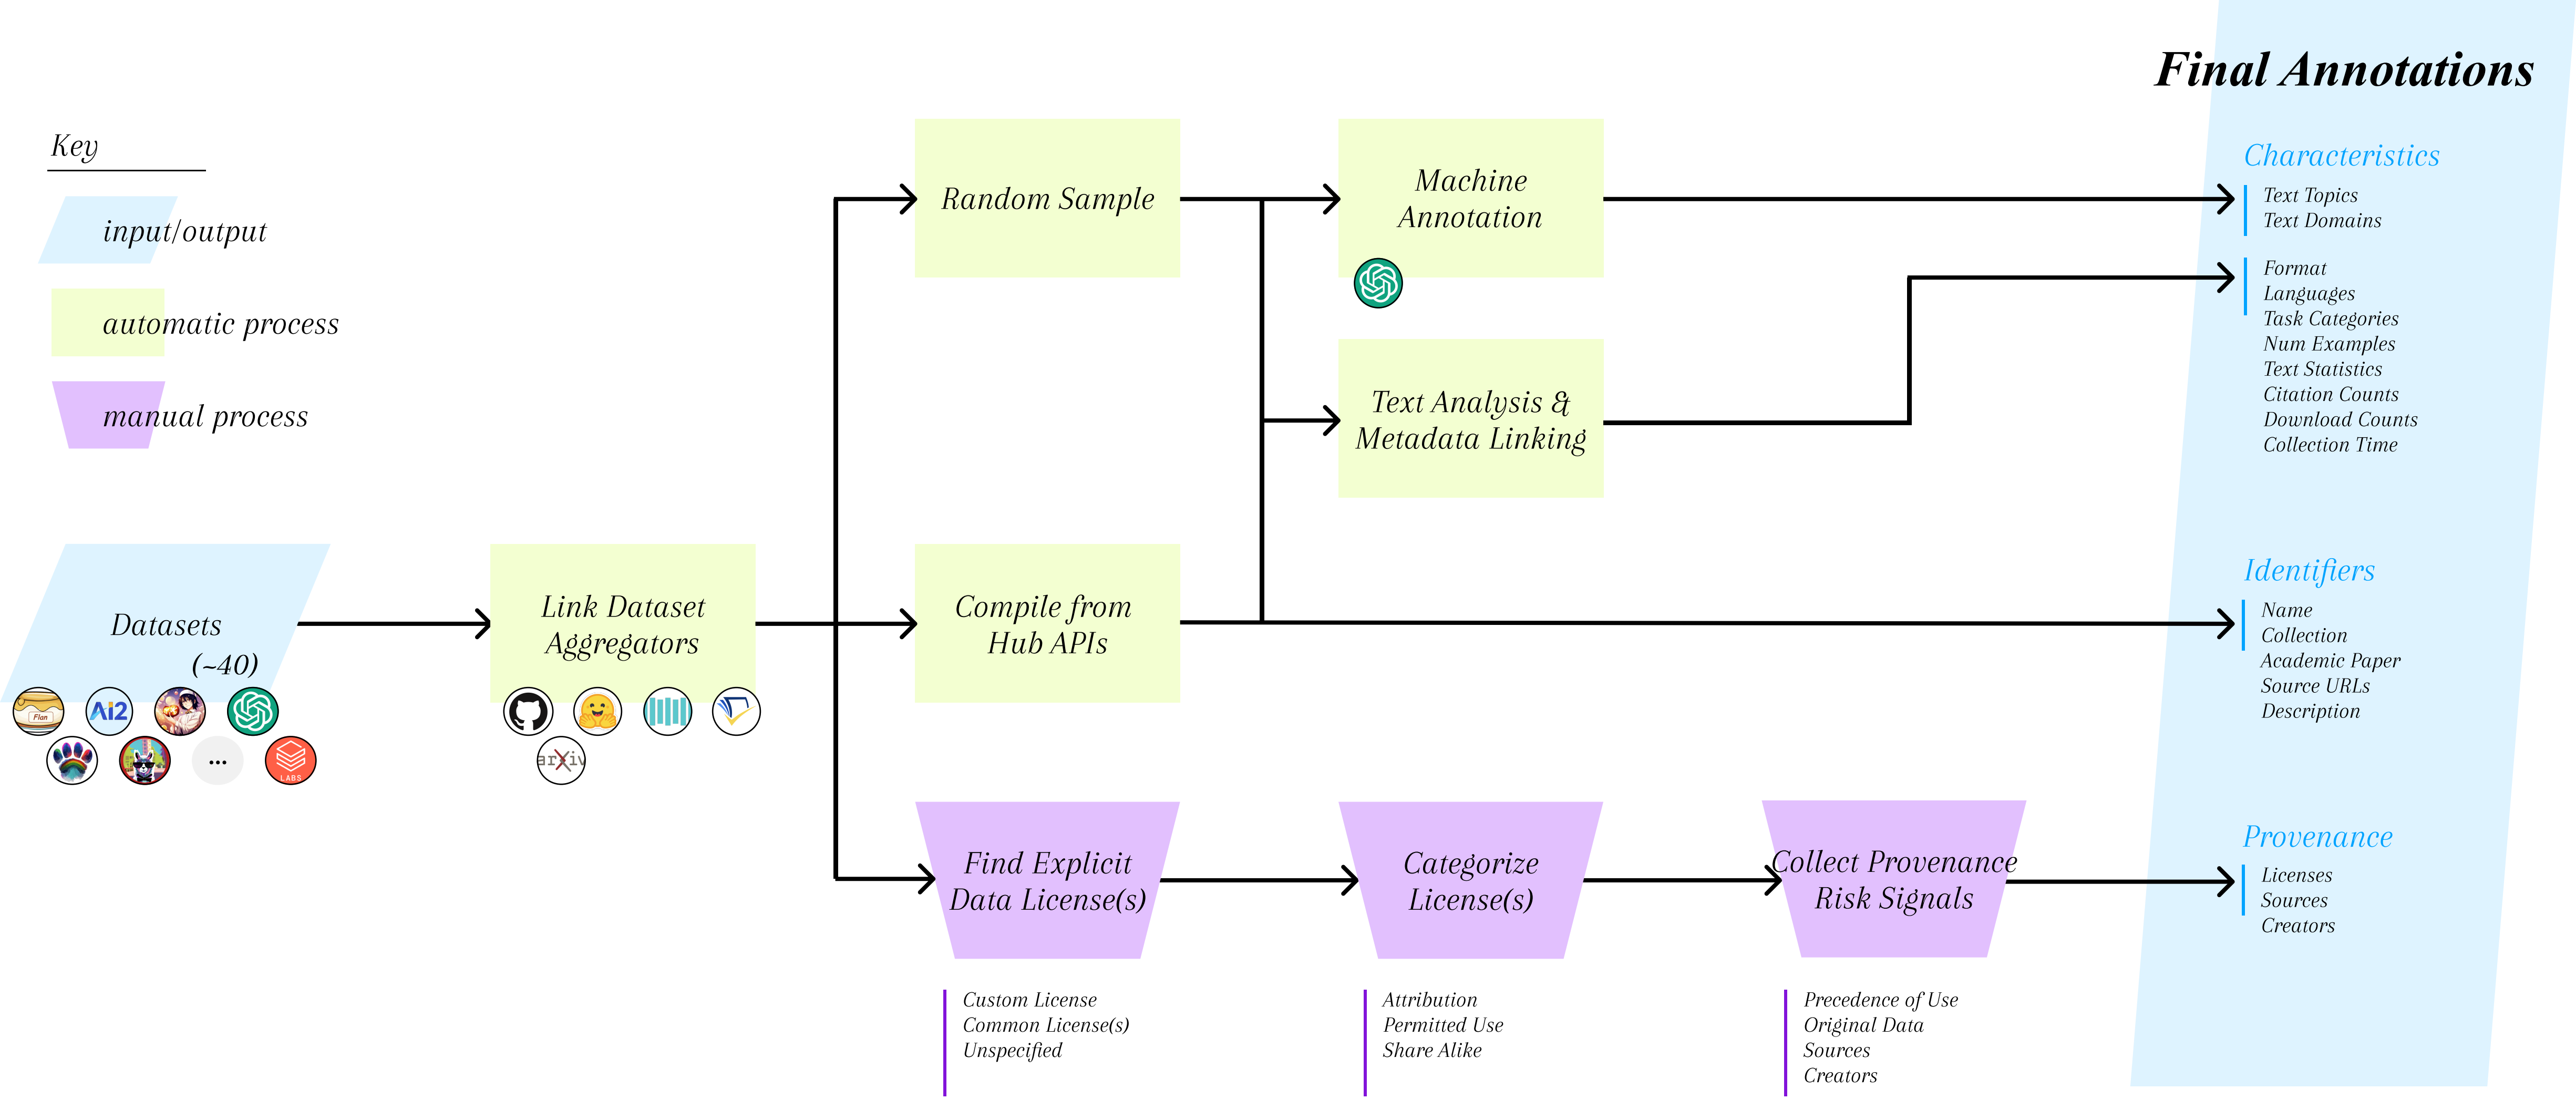 Final Annotations
Key
input/output
automatic process
manual process
Datasets
(~40)
Flan
Ai2
...
LABS
Link Dataset
Aggregators
arXiv
Random Sample
Machine
Annotation
Text Analysis &
Metadata Linking
Compile from
Hub APIs
Find Explicit
Data License(s)
Custom License
Common License(s)
Unspecified
Categorize
License(s)
Attribution
Permitted Use
Share Alike
Collect Provenance
Risk Signals
Precedence of Use
Original Data
Sources
Creators
Characteristics
Text Topics
Text Domains
Format
Languages
Task Categories
Num Examples
Text Statistics
Citation Counts
Download Counts
Collection Time
Identifiers
Name
Collection
Academic Paper
Source URLs
Description
Provenance
Licenses
Sources
Creators